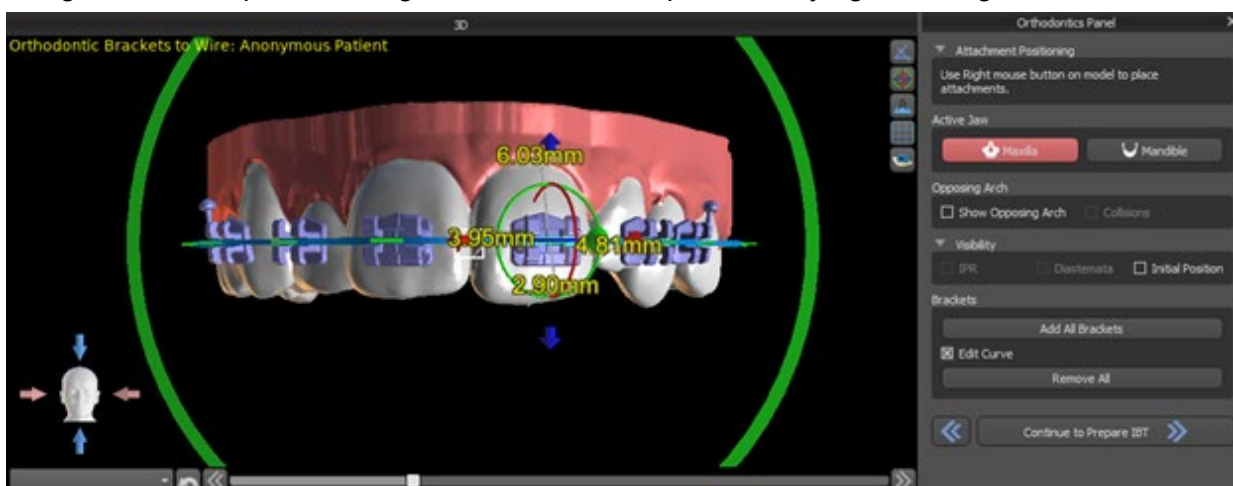 3D
Orthodontic Brackets to Wire: Anonymous Patient
6.03mm
3.95mm
4.81mm
2.90mm
Orthodontics Panel
Attachment Positioning
Use Right mouse button on model to place
attachments.
Active Jaw
Maxilla
Mandible
Opposing Arch
Show Opposing Arch
Collisions
Visibility
IPR
Diastemata
Initial Position
Brackets
Add All Brackets
Edit Curve
Remove All
Continue to Prepare IBT